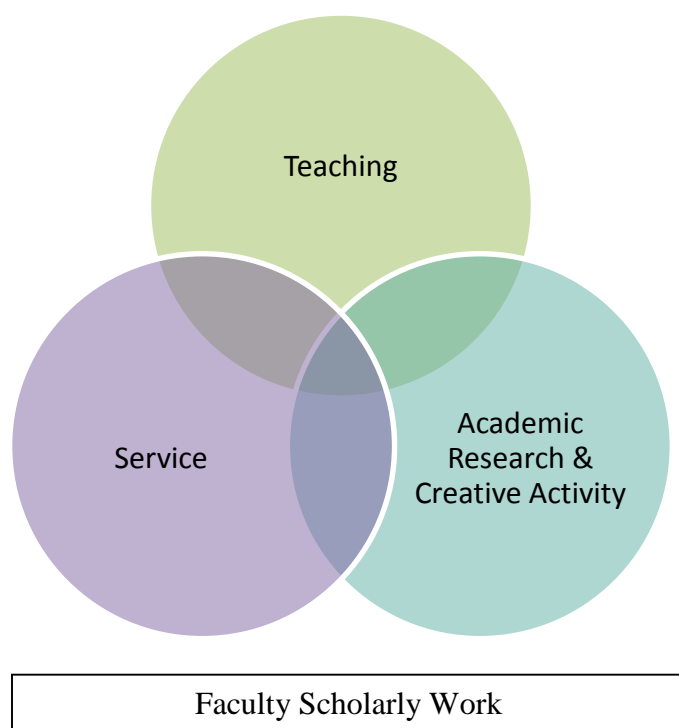 Teaching
Service
Academic
Research &
Creative Activity
Faculty Scholarly Work